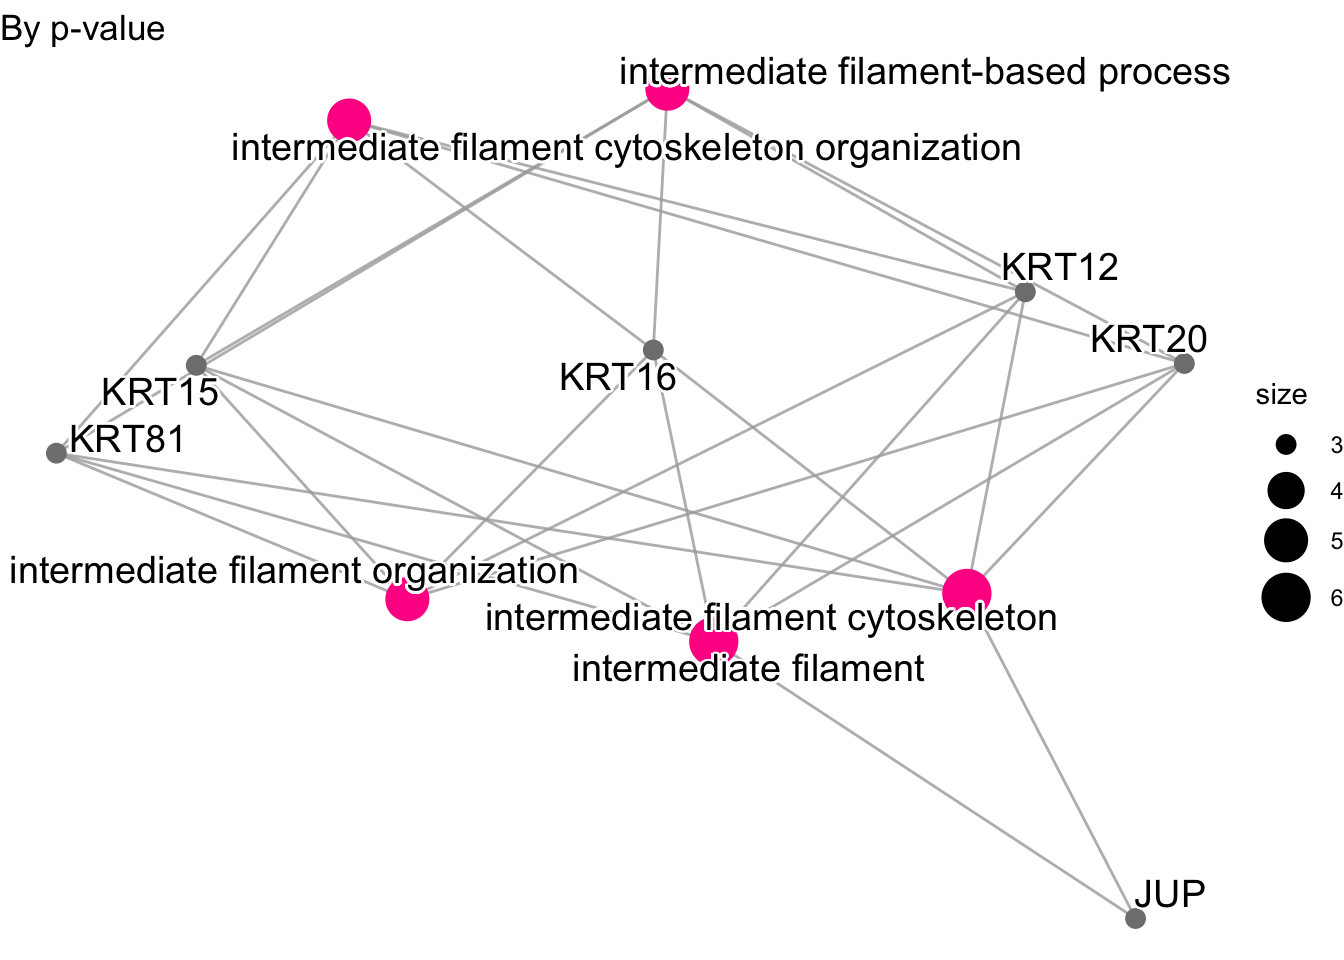 By p-value
intermediate filament-based process
intermediate filament cytoskeleton organization
KRT12
KRT20
KRT15
KRT16
KRT81
size
3
4
5
6
intermediate filament organization
intermediate filament cytoskeleton
intermediate filament
JUP